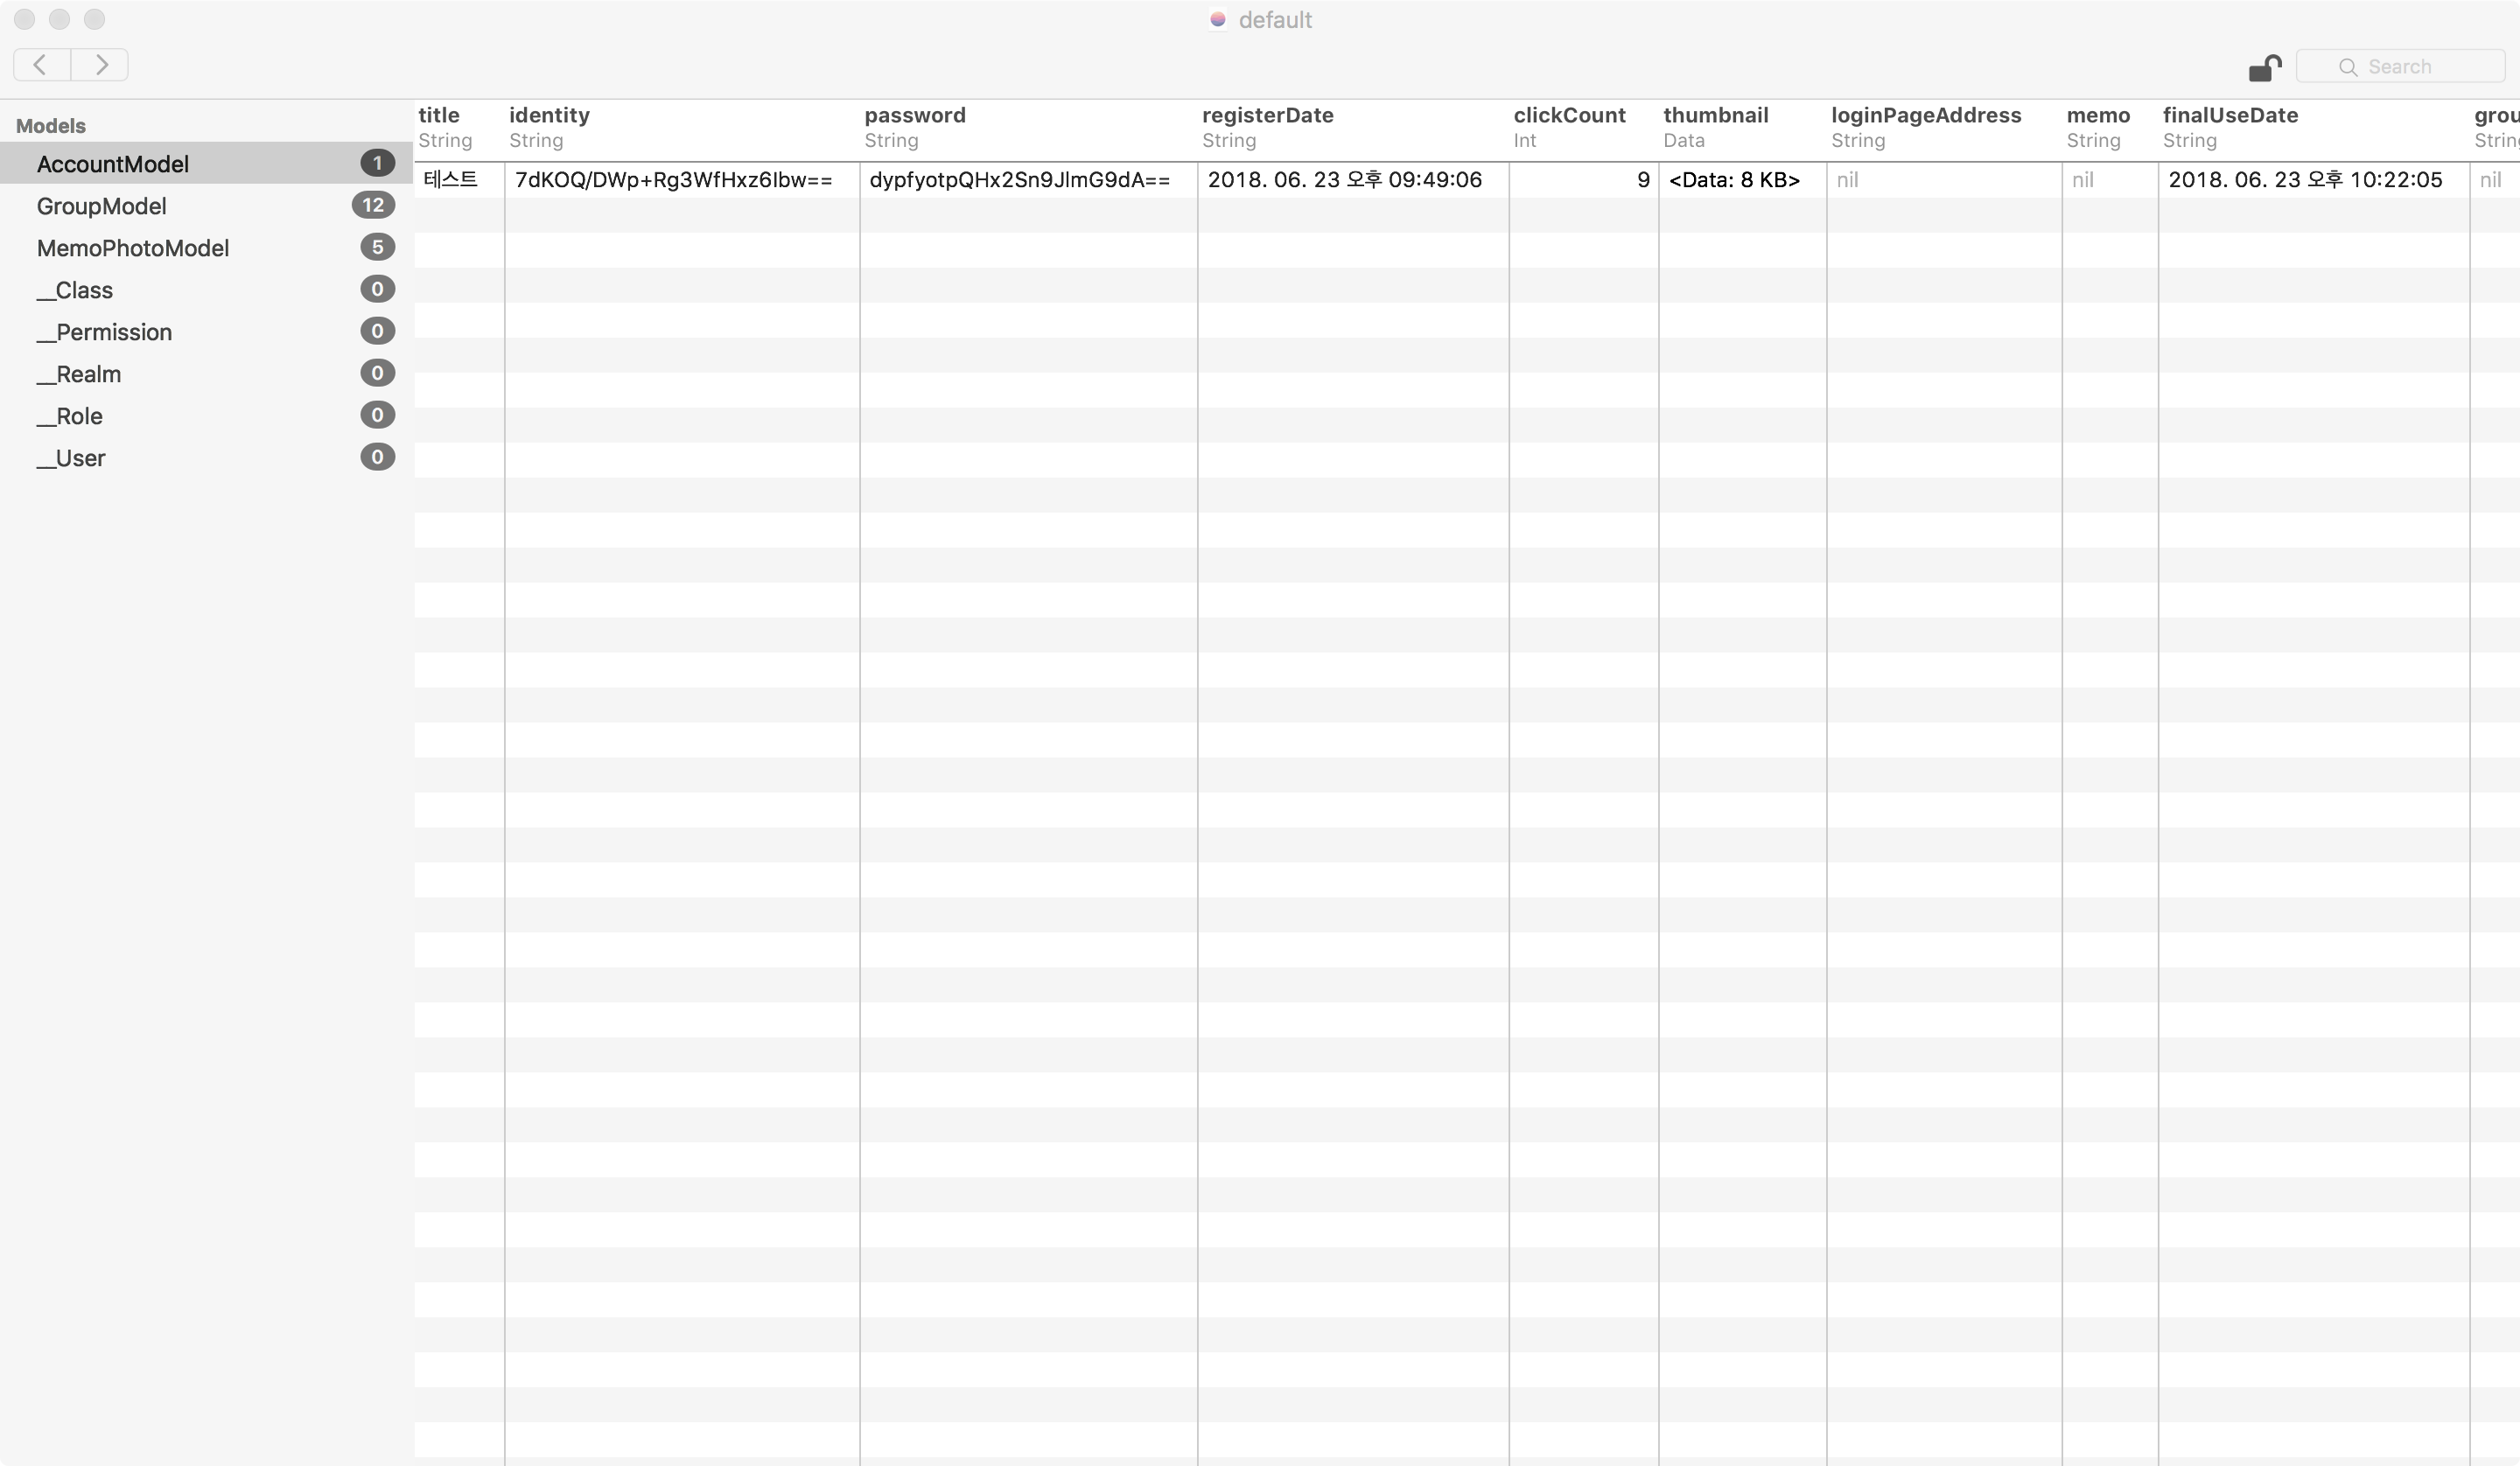 default
Search
Models
AccountModel 1
GroupModel 12
MemoPhotoModel 5
__Class 0
__Permission 0
__Realm 0
__Role 0
__User 0
title identity password registerDate clickCount thumbnail loginPageAddress memo finalUseDate grou
String String String String Int Data String String String String
테스트 7dKOQ/DWp+Rg3WfHxz6Ibw== dypfyotpQHx2Sn9JlmG9dA== 2018. 06. 23 오후 09:49:06 9 <Data: 8 KB> nil nil 2018. 06. 23 오후 10:22:05 nil